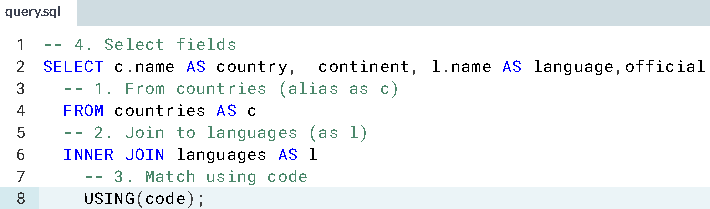 query.sql
1 -- 4. Select fields
2 SELECT c.name AS country,  continent,  l.name AS language,official
3 -- 1. From countries (alias as c)
4 FROM countries AS c
5 -- 2. Join to languages (as l)
6 INNER JOIN languages AS l
7 -- 3. Match using code
8 USING(code);